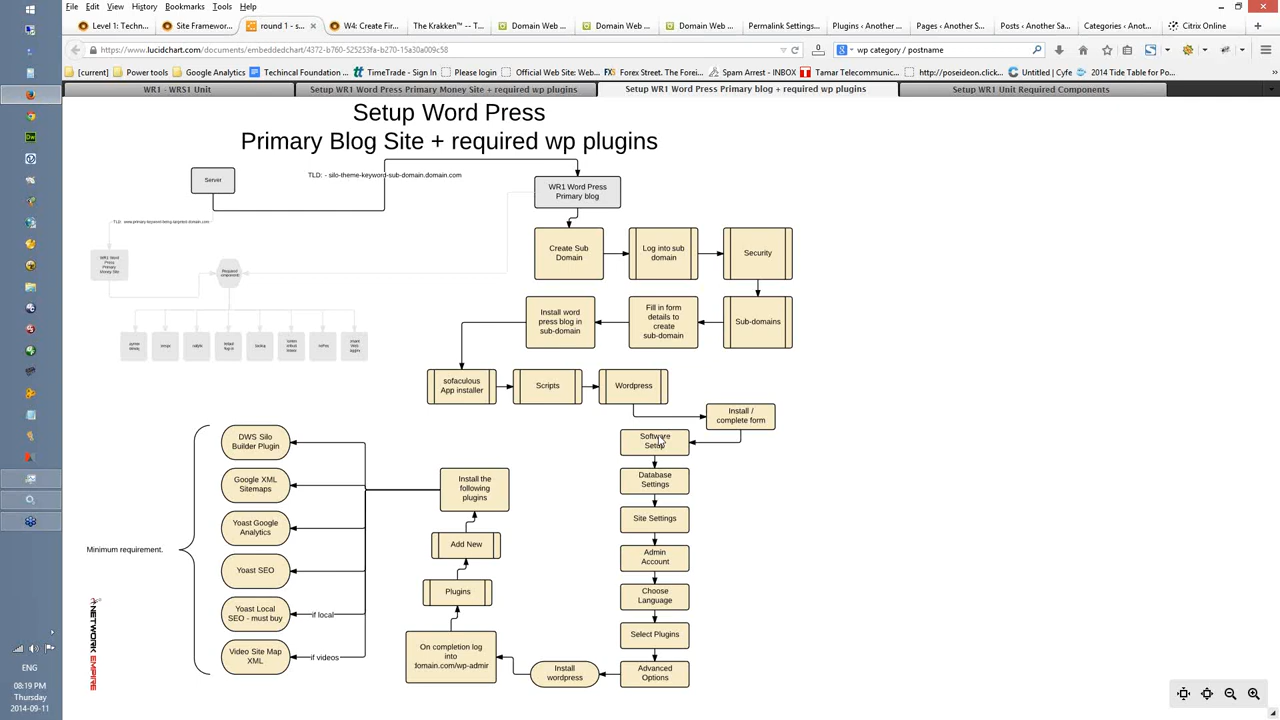 File Edit View History Bookmarks Tools Help
Level 1: Techn...
Site Framewor...
round 1 - s...
W4: Create Fir...
The Krakken™ -- T...
Domain Web ...
Domain Web ...
Domain Web ...
Permalink Settings...
Plugins ‹ Another ...
Pages ‹ Another S...
Posts ‹ Another Sa...
Categories ‹ Anot...
Citrix Online
https://www.lucidchart.com/documents/embeddedchart/4372-b760-525253fa-b270-15a30a009c58
wp category / postname
[current]
Power tools
Google Analytics
Techincal Foundation ...
TimeTrade - Sign In
Please login
Official Web Site: Web...
Forex Street. The Forei...
Spam Arrest - INBOX
Tamar Telecommunic...
http://poseidon.click...
Untitled | Cyfe
2014 Tide Table for Po...
WR1 - WRS1 Unit
Setup WR1 Word Press Primary Money Site + required wp plugins
Setup WR1 Word Press Primary blog + required wp plugins
Setup WR1 Unit Required Components
Setup Word Press
Primary Blog Site + required wp plugins
Server
TLD: - silo-theme-keyword-sub-domain.domain.com
WR1 Word Press
Primary blog
WR1 Word
Press
Primary
Money Site
Create Sub
Domain
Log into sub
domain
Security
Install word
press blog in
sub-domain
Fill in form
details to
create
sub-domain
Sub-domains
sofaculous
App installer
Scripts
Wordpress
Install /
complete form
Software
Setup
Database
Settings
Site Settings
Admin
Account
Choose
Language
Select Plugins
Advanced
Options
Install
wordpress
On completion log
into
domain.com/wp-admin
Plugins
Add New
Install the
following
plugins
DWS Silo
Builder Plugin
Google XML
Sitemaps
Yoast Google
Analytics
Yoast SEO
Yoast Local
SEO - must buy
if local
Video Site Map
XML
if videos
Minimum requirement.
NETWORK EMPIRE
ENG
08:19 PM
Thursday
2014-09-11